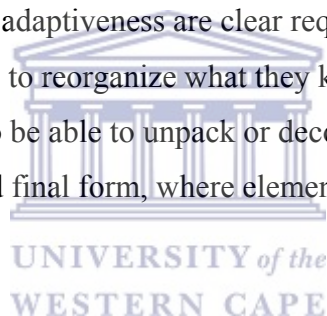 adaptiveness are clear req
to reorganize what they k
be able to unpack or deco
final form, where elemen
UNIVERSITY of the
WESTERN CAPE